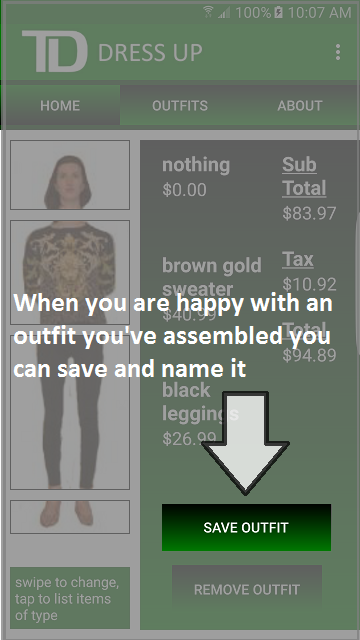 100% 10:07 AM
TD DRESS UP
HOME OUTFITS ABOUT
nothing
$0.00
Sub
Total
$83.97
Tax
$10.92
Total
$94.89
brown gold
sweater
$40.99
When you are happy with an
outfit you've assembled you
can save and name it
black
leggings
$26.99
SAVE OUTFIT
swipe to change,
tap to list items
of type
REMOVE OUTFIT